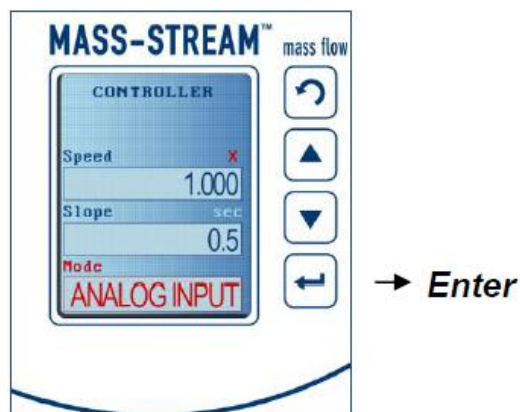 MASS-STREAM™ mass flow
CONTROLLER
Speed x
1.000
Slope sec
0.5
Mode
ANALOG INPUT
→ Enter